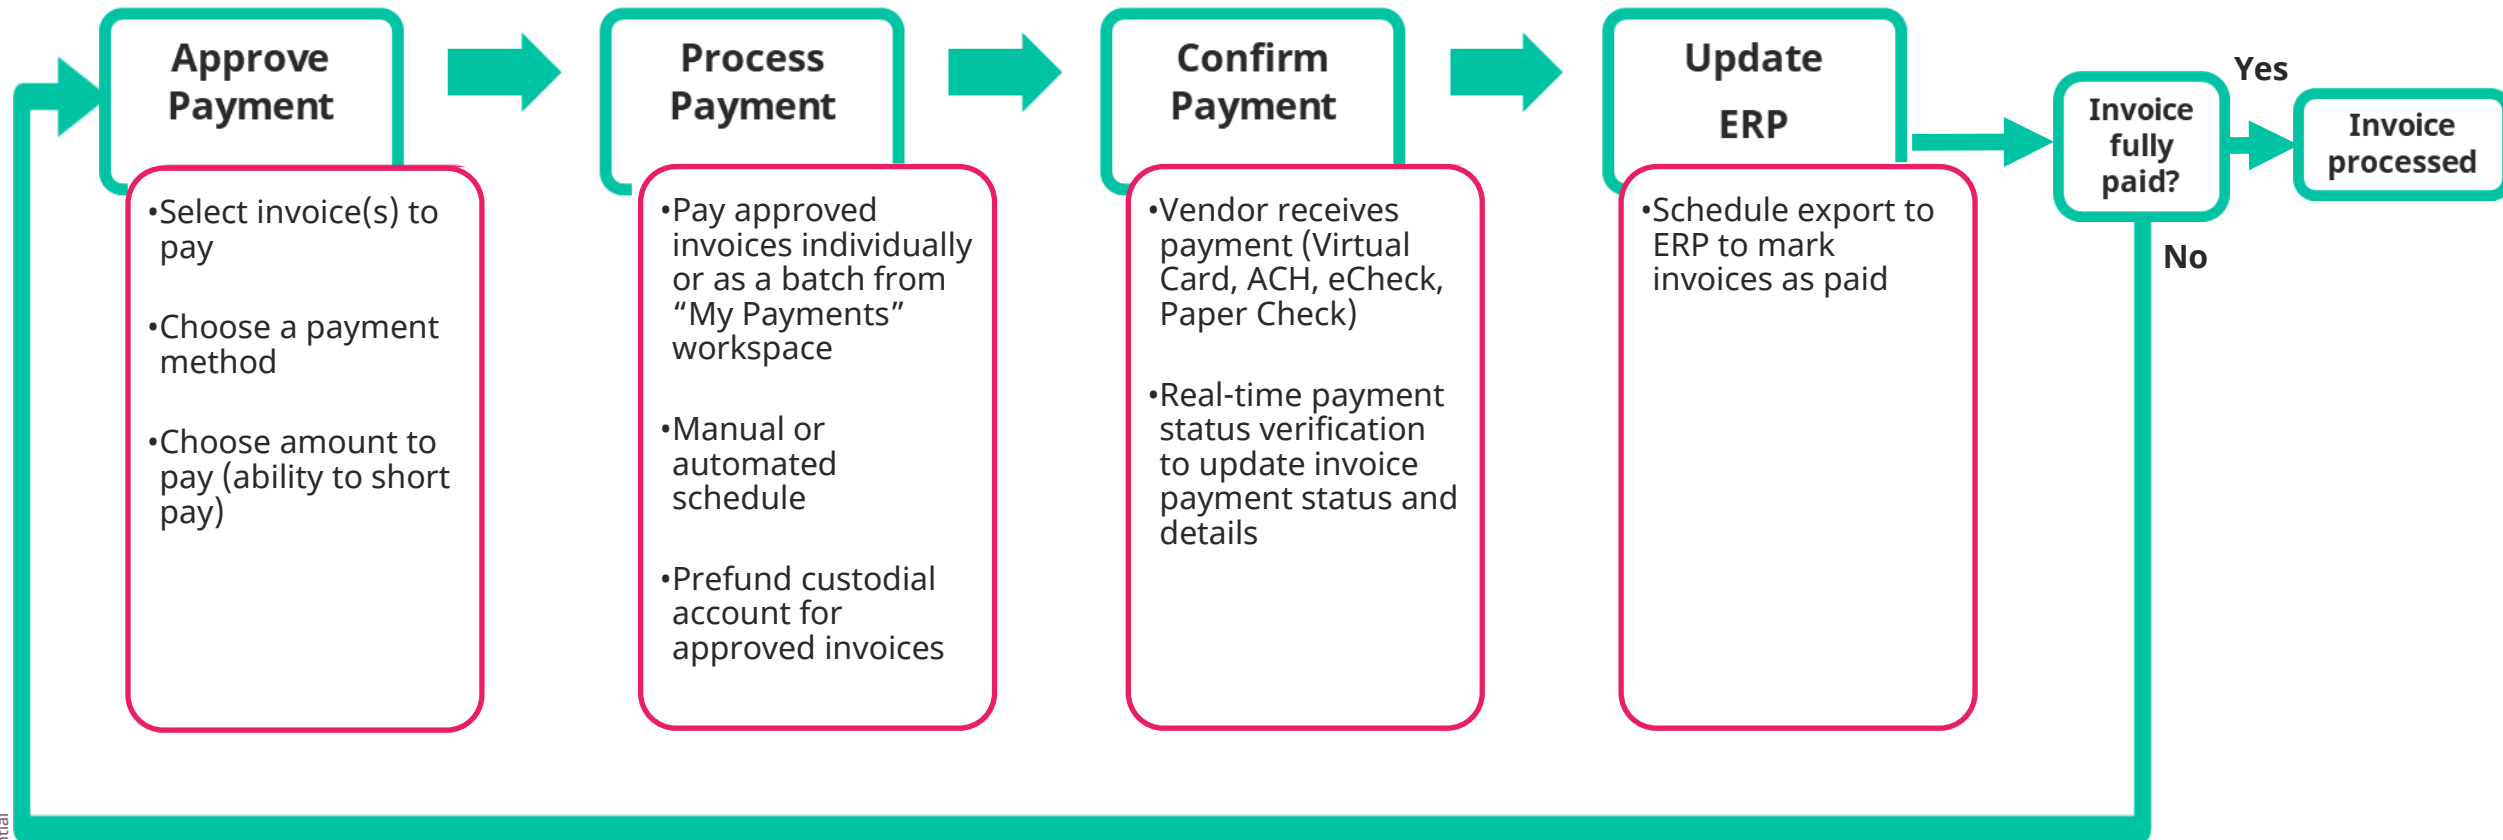 Approve
Payment
•Select invoice(s) to
pay
•Choose a payment
method
•Choose amount to
pay (ability to short
pay)
Process
Payment
•Pay approved
invoices individually
or as a batch from
“My Payments”
workspace
•Manual or
automated
schedule
•Prefund custodial
account for
approved invoices
Confirm
Payment
•Vendor receives
payment (Virtual
Card, ACH, eCheck,
Paper Check)
•Real-time payment
status verification
to update invoice
payment status and
details
Update
ERP
•Schedule export to
ERP to mark
invoices as paid
Invoice
fully
paid?
Yes
No
Invoice
processed